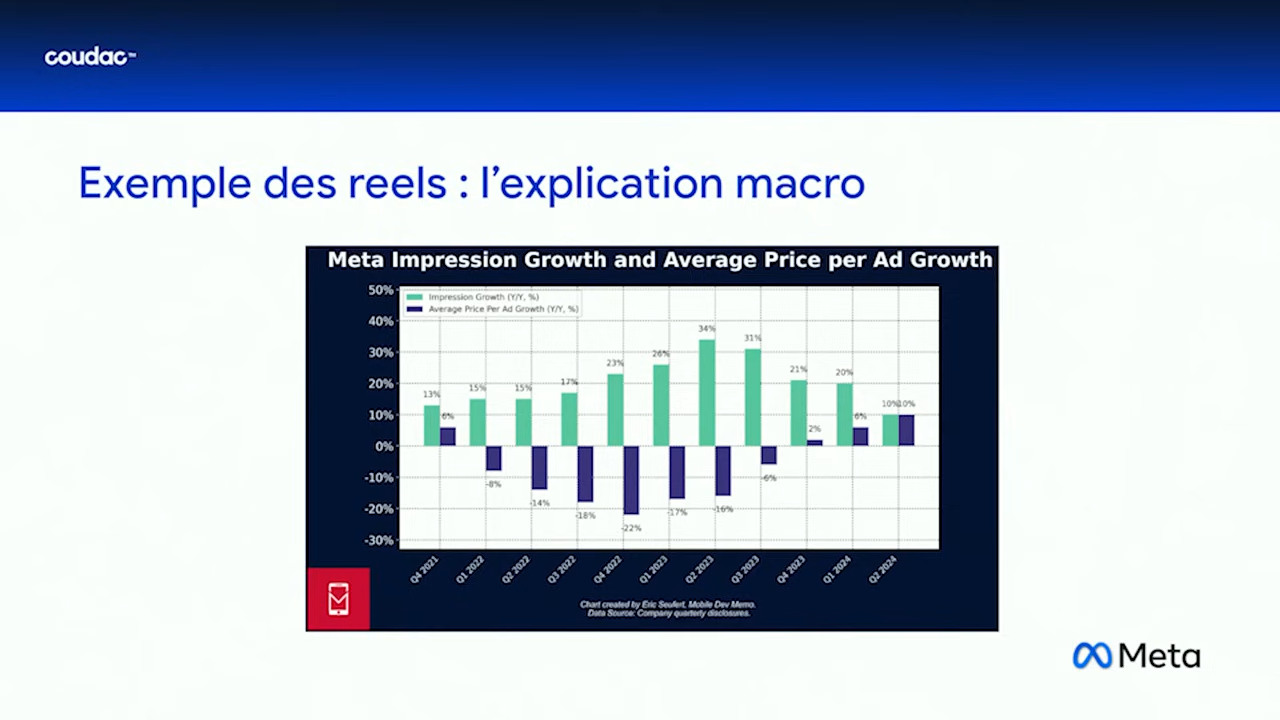 coudac™
Exemple des reels : l’explication macro
Meta Impression Growth and Average Price per Ad Growth
50%
40%
30%
20%
10%
0%
-10%
-20%
-30%
Impression Growth (Y/Y, %)
Average Price Per Ad Growth (Y/Y, %)
13%
6%
15%
-8%
15%
-14%
17%
-18%
23%
-22%
26%
-17%
34%
-16%
31%
-6%
21%
2%
20%
6%
10%
10%
Q4 2021
Q1 2022
Q2 2022
Q3 2022
Q4 2022
Q1 2023
Q2 2023
Q3 2023
Q4 2023
Q1 2024
Q2 2024
Chart created by Eric Seufert, Mobile Dev Memo.
Data Source: Company quarterly disclosures.
Meta